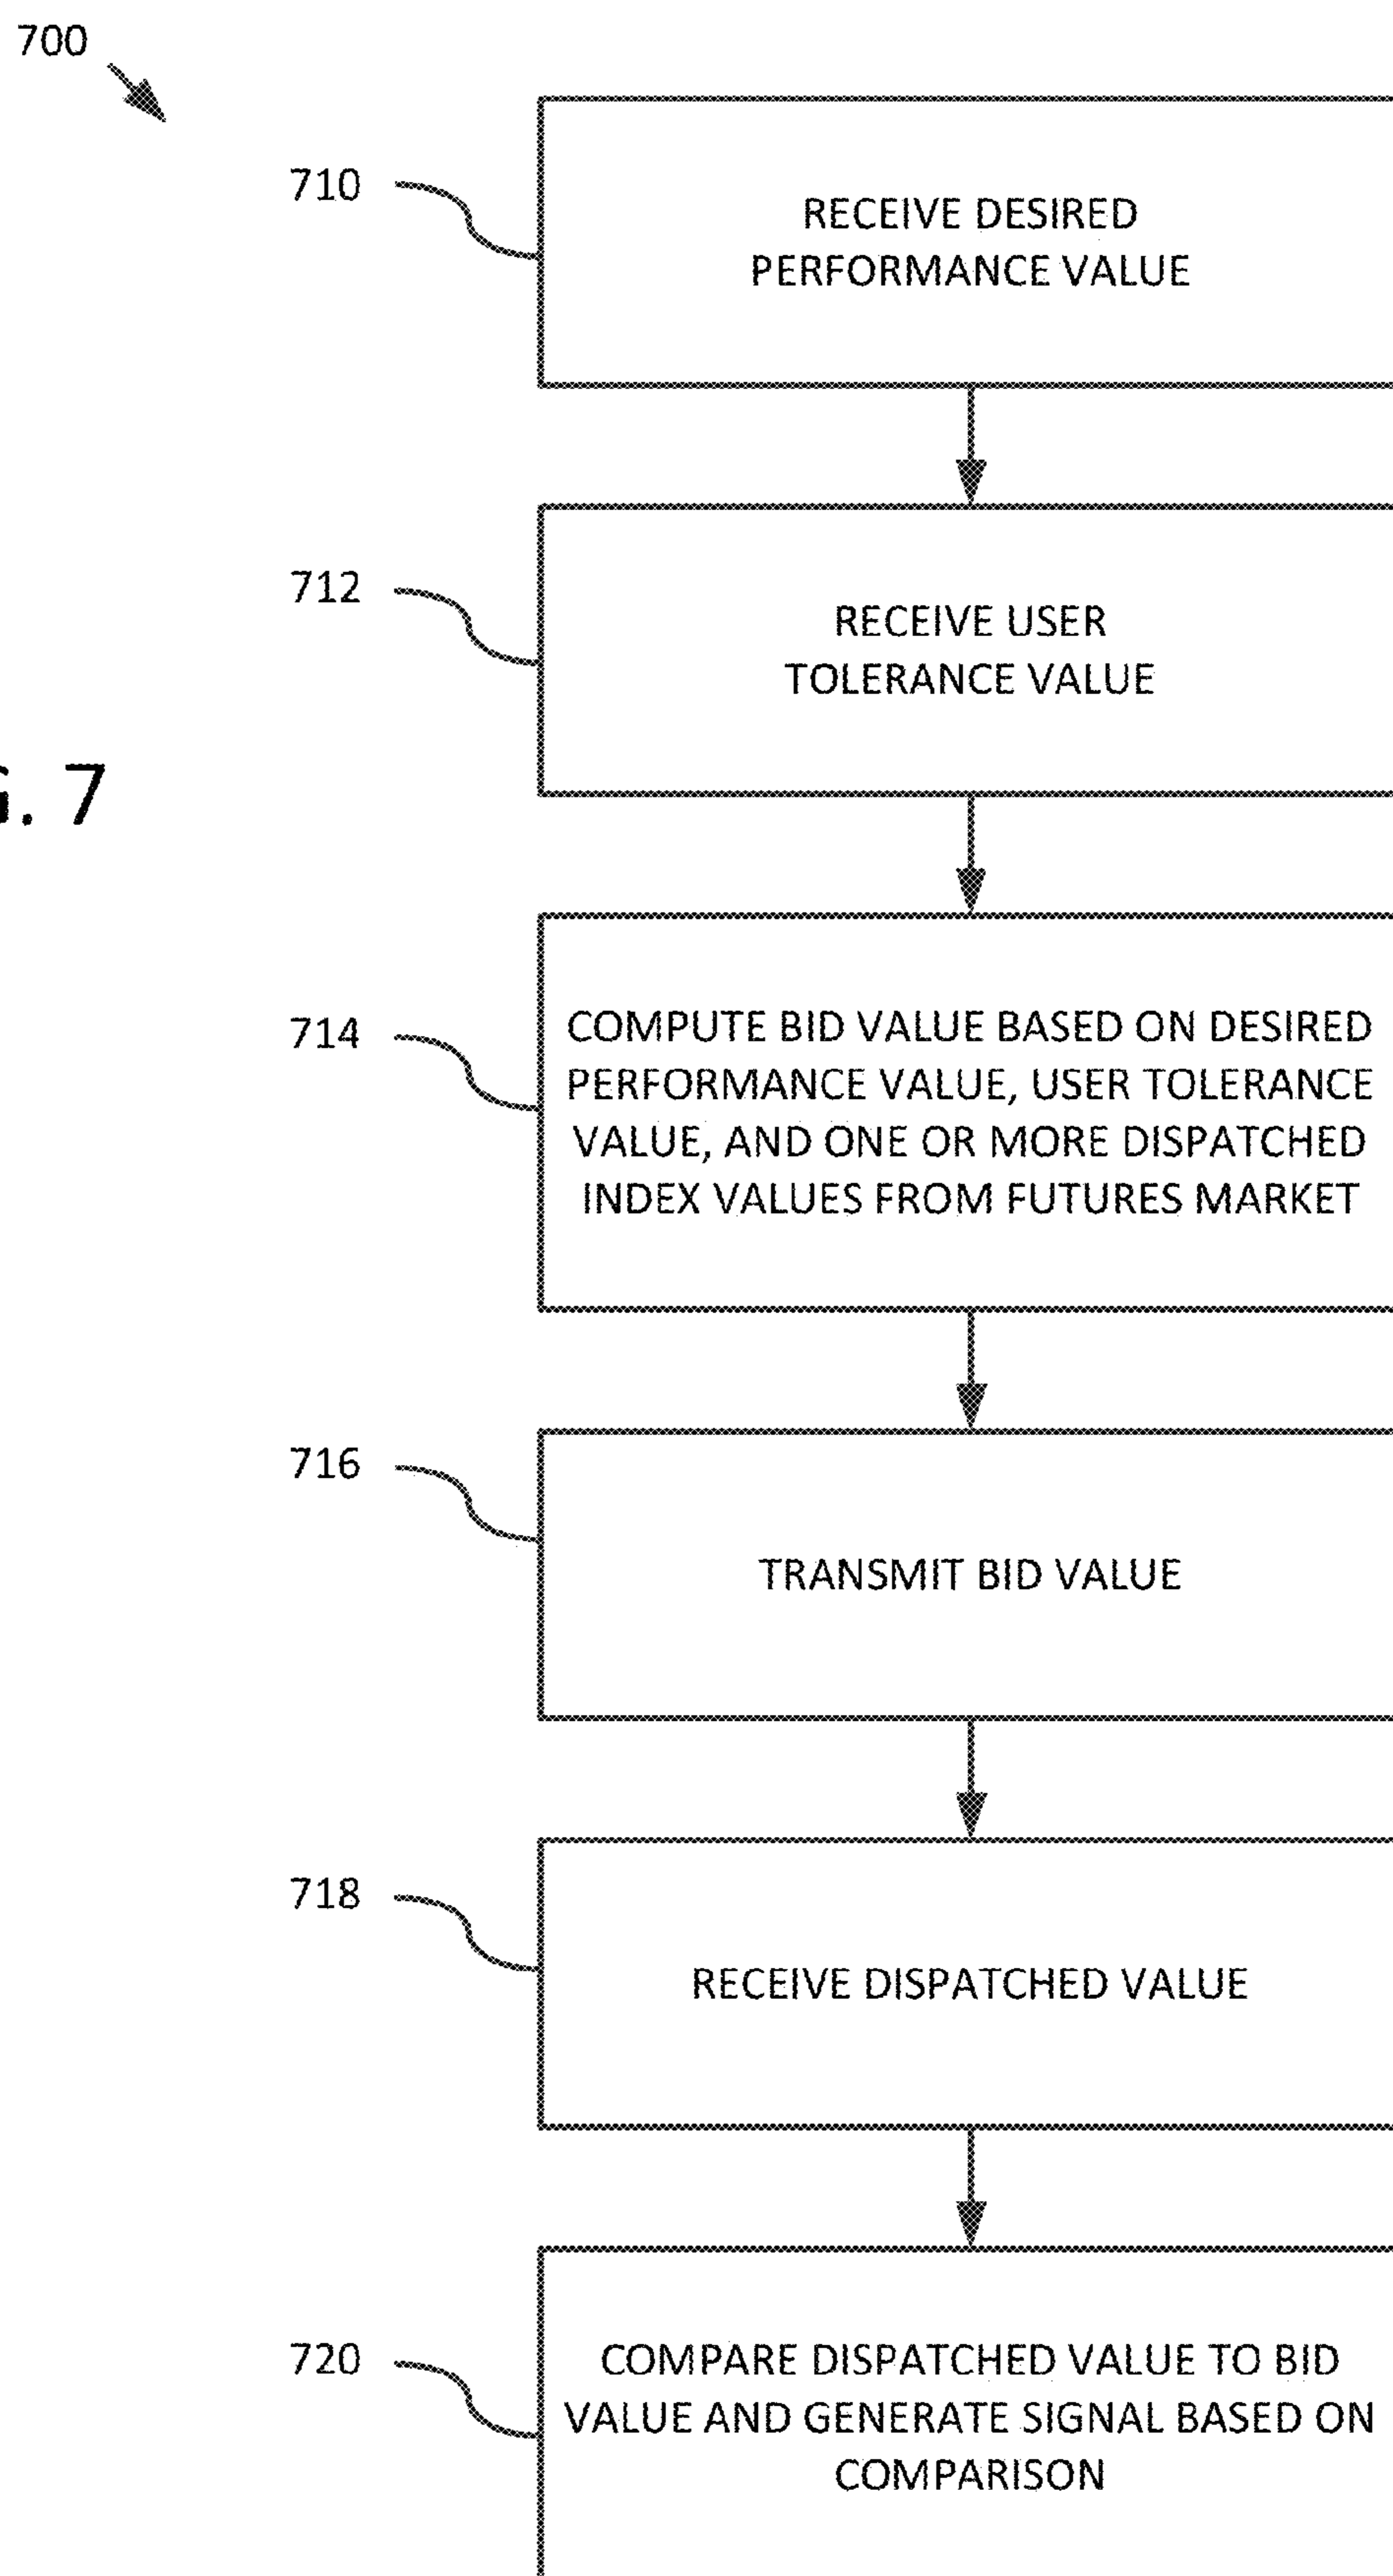 700
710
RECEIVE DESIRED
PERFORMANCE VALUE
712
RECEIVE USER
TOLERANCE VALUE
G. 7
714
COMPUTE BID VALUE BASED ON DESIRED
PERFORMANCE VALUE, USER TOLERANCE
VALUE, AND ONE OR MORE DISPATCHED
INDEX VALUES FROM FUTURES MARKET
716
TRANSMIT BID VALUE
718
RECEIVE DISPATCHED VALUE
720
COMPARE DISPATCHED VALUE TO BID
VALUE AND GENERATE SIGNAL BASED ON
COMPARISON